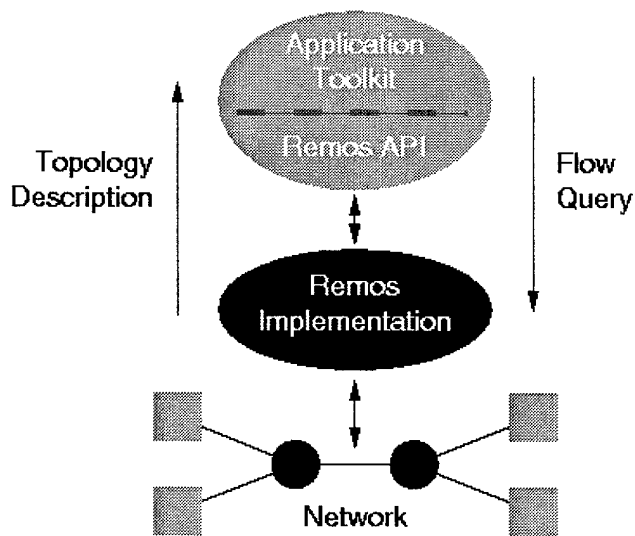 Application
Toolkit
Remos API
Topology
Description
Flow
Query
Remos
Implementation
Network